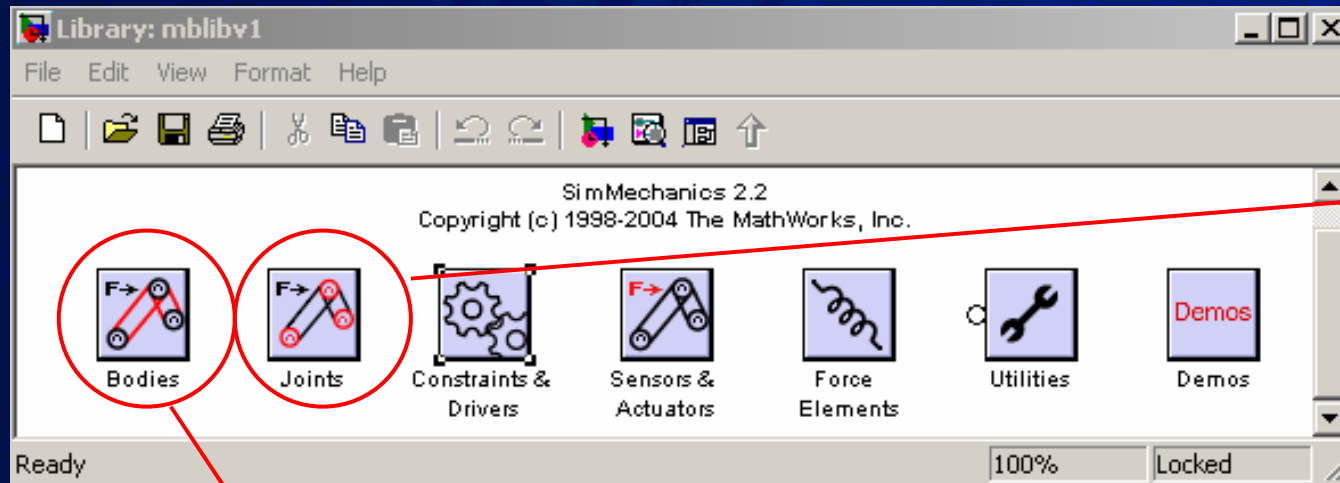 Library: mblibv1
File Edit View Format Help
SimMechanics 2.2
Copyright (c) 1998-2004 The MathWorks, Inc.
F F F Demos
Bodies Joints Constraints & Sensors & Force Utilities Demos
Drivers Actuators Elements
Ready 100% Locked